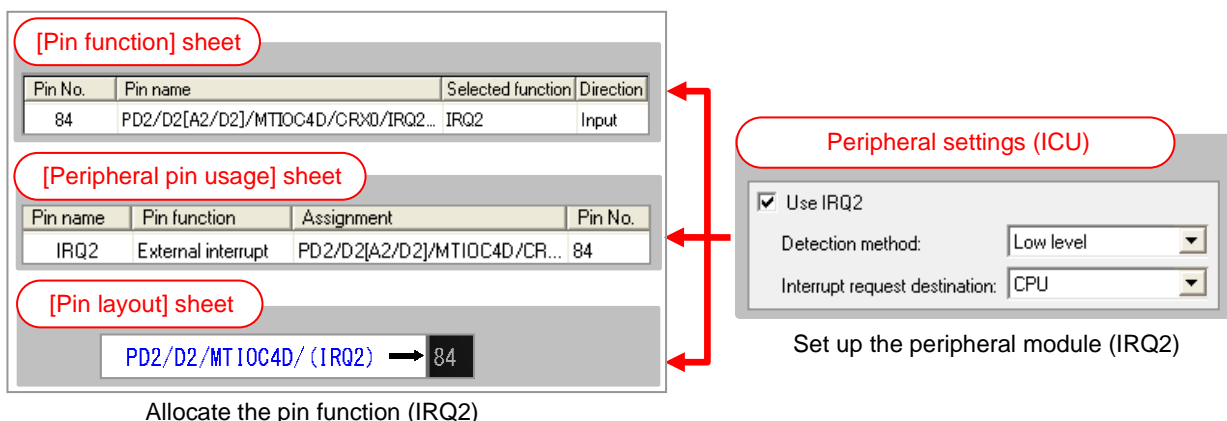 [Pin function] sheet
Pin No. Pin name Selected function Direction
84 PD2/D2[A2/D2]/MTIOC4D/CRX0/IRQ2... IRQ2 Input
[Peripheral pin usage] sheet
Pin name Pin function Assignment Pin No.
IRQ2 External interrupt PD2/D2[A2/D2]/MTIOC4D/CR... 84
[Pin layout] sheet
PD2/D2/MTIOC4D/(IRQ2) → 84
Allocate the pin function (IRQ2)
Peripheral settings (ICU)
Use IRQ2
Detection method: Low level
Interrupt request destination: CPU
Set up the peripheral module (IRQ2)